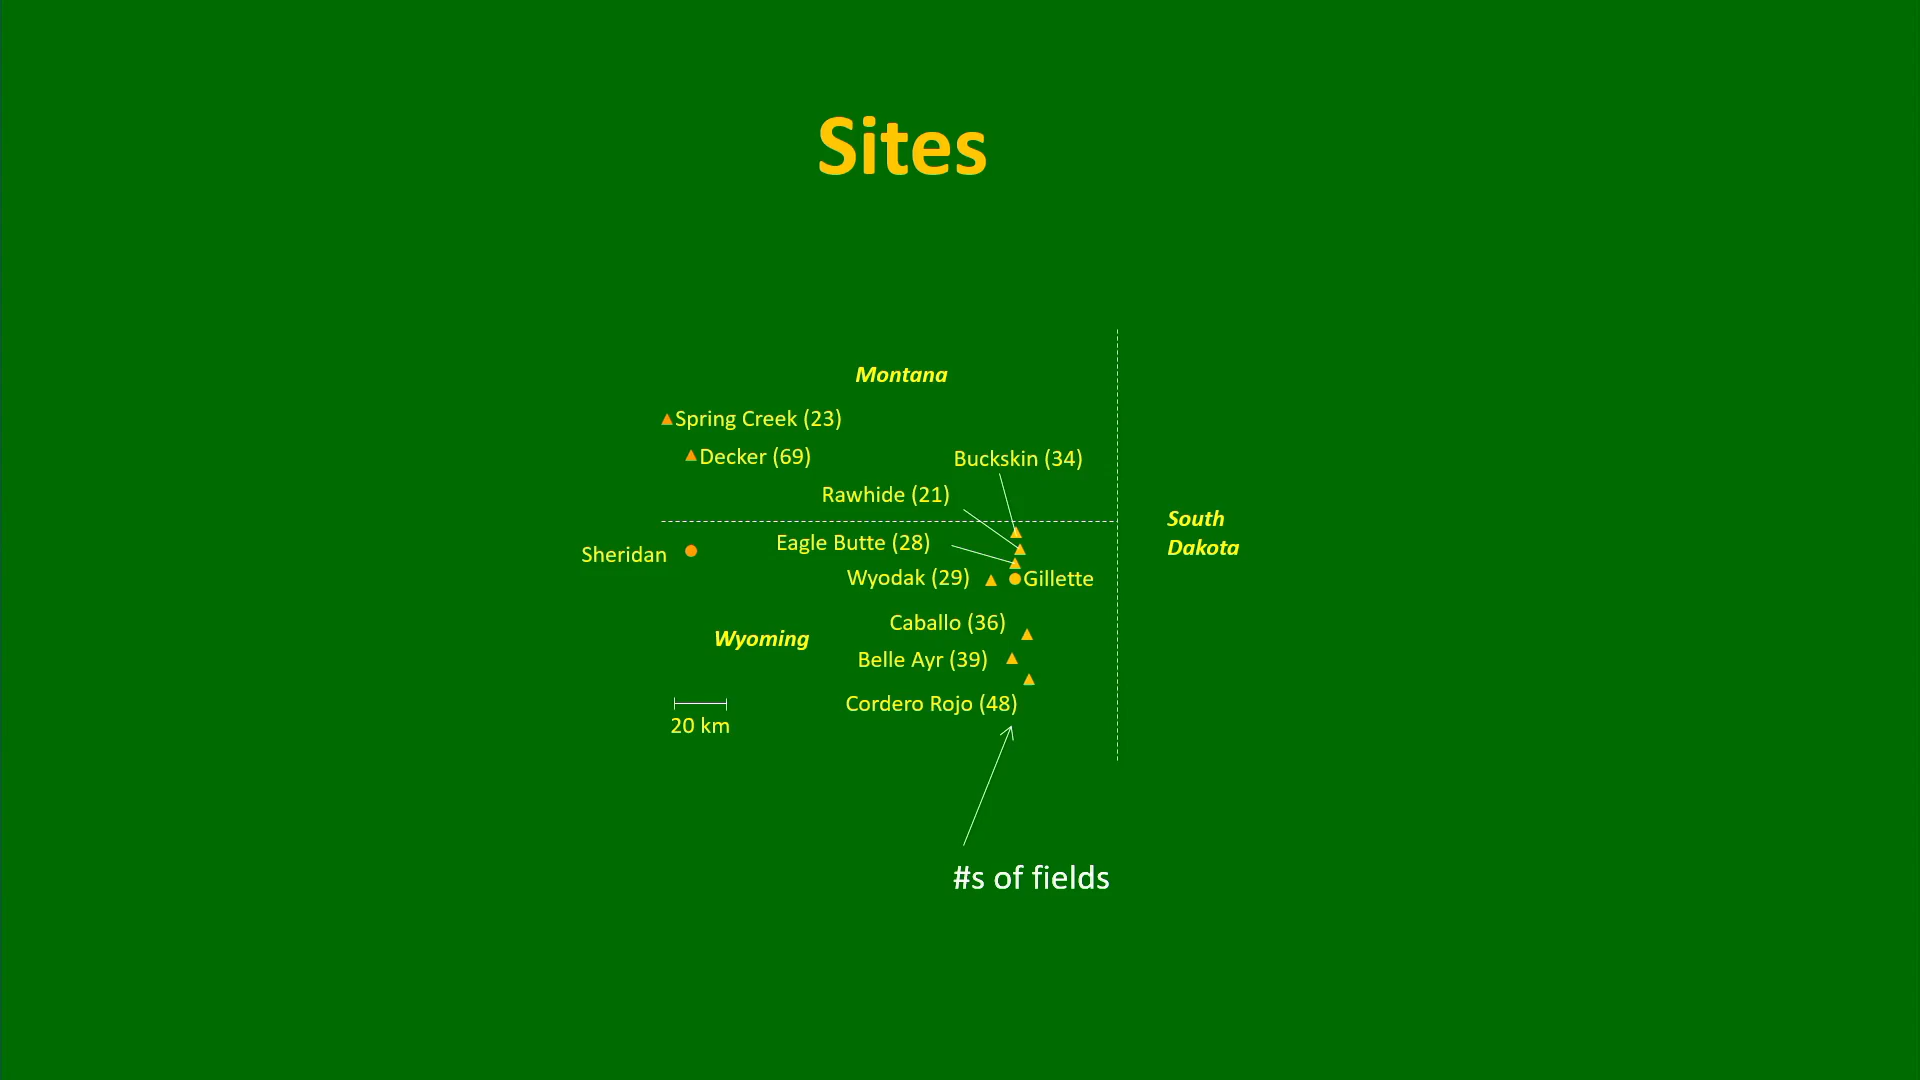 Sites
Montana
Spring Creek (23)
Decker (69)
Buckskin (34)
Rawhide (21)
South
Dakota
Eagle Butte (28)
Sheridan
Wyodak (29)
Gillette
Caballo (36)
Wyoming
Belle Ayr (39)
Cordero Rojo (48)
20 km
#s of fields